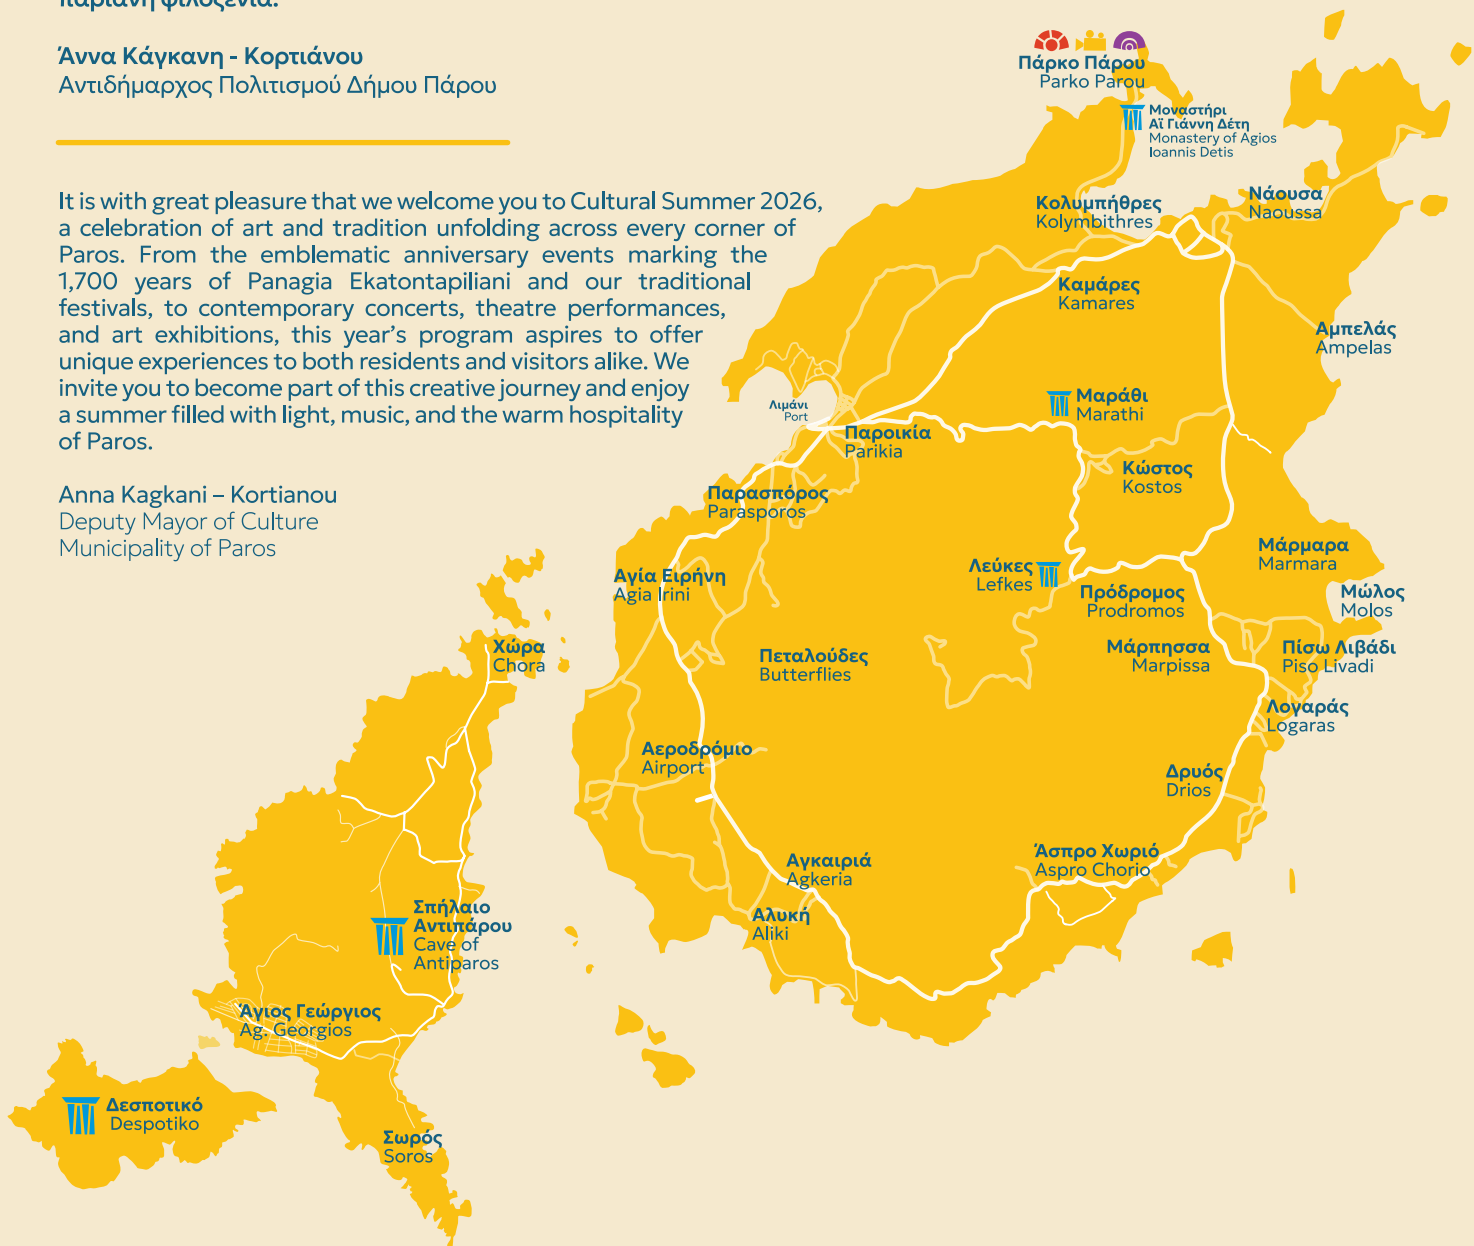 παριανή φιλοξενία.
Άννα Κάγκανη - Κορτιάνου
Αντιδήμαρχος Πολιτισμού Δήμου Πάρου
It is with great pleasure that we welcome you to Cultural Summer 2026,
a celebration of art and tradition unfolding across every corner of
Paros. From the emblematic anniversary events marking the
1,700 years of Panagia Ekatontapiliani and our traditional
festivals, to contemporary concerts, theatre performances,
and art exhibitions, this year's program aspires to offer
unique experiences to both residents and visitors alike. We
invite you to become part of this creative journey and enjoy
a summer filled with light, music, and the warm hospitality
of Paros.
Anna Kagkani – Kortianou
Deputy Mayor of Culture
Municipality of Paros
Πάρκο Πάρου
Parko Parou
Μοναστήρι
Αϊ Γιάννη Δέτη
Monastery of Agios
Ioannis Detis
Κολυμπήθρες
Kolymbithres
Νάουσα
Naoussa
Καμάρες
Kamares
Αμπελάς
Ampelas
Μαράθι
Marathi
Λιμάνι
Port
Παροικία
Parikia
Κώστος
Kostos
Παρασπόρος
Parasporos
Μάρμαρα
Marmara
Λεύκες
Lefkes
Αγία Ειρήνη
Agia Irini
Πρόδρομος
Prodromos
Μώλος
Molos
Χώρα
Chora
Πεταλούδες
Butterflies
Μάρπησσα
Marpissa
Πίσω Λιβάδι
Piso Livadi
Λογαράς
Logaras
Αεροδρόμιο
Airport
Δρυός
Drios
Αγκαιριά
Agkeria
Άσπρο Χωριό
Aspro Chorio
Αλυκή
Aliki
Σπήλαιο
Αντιπάρου
Cave of
Antiparos
Άγιος Γεώργιος
Ag. Georgios
Δεσποτικό
Despotiko
Σωρός
Soros